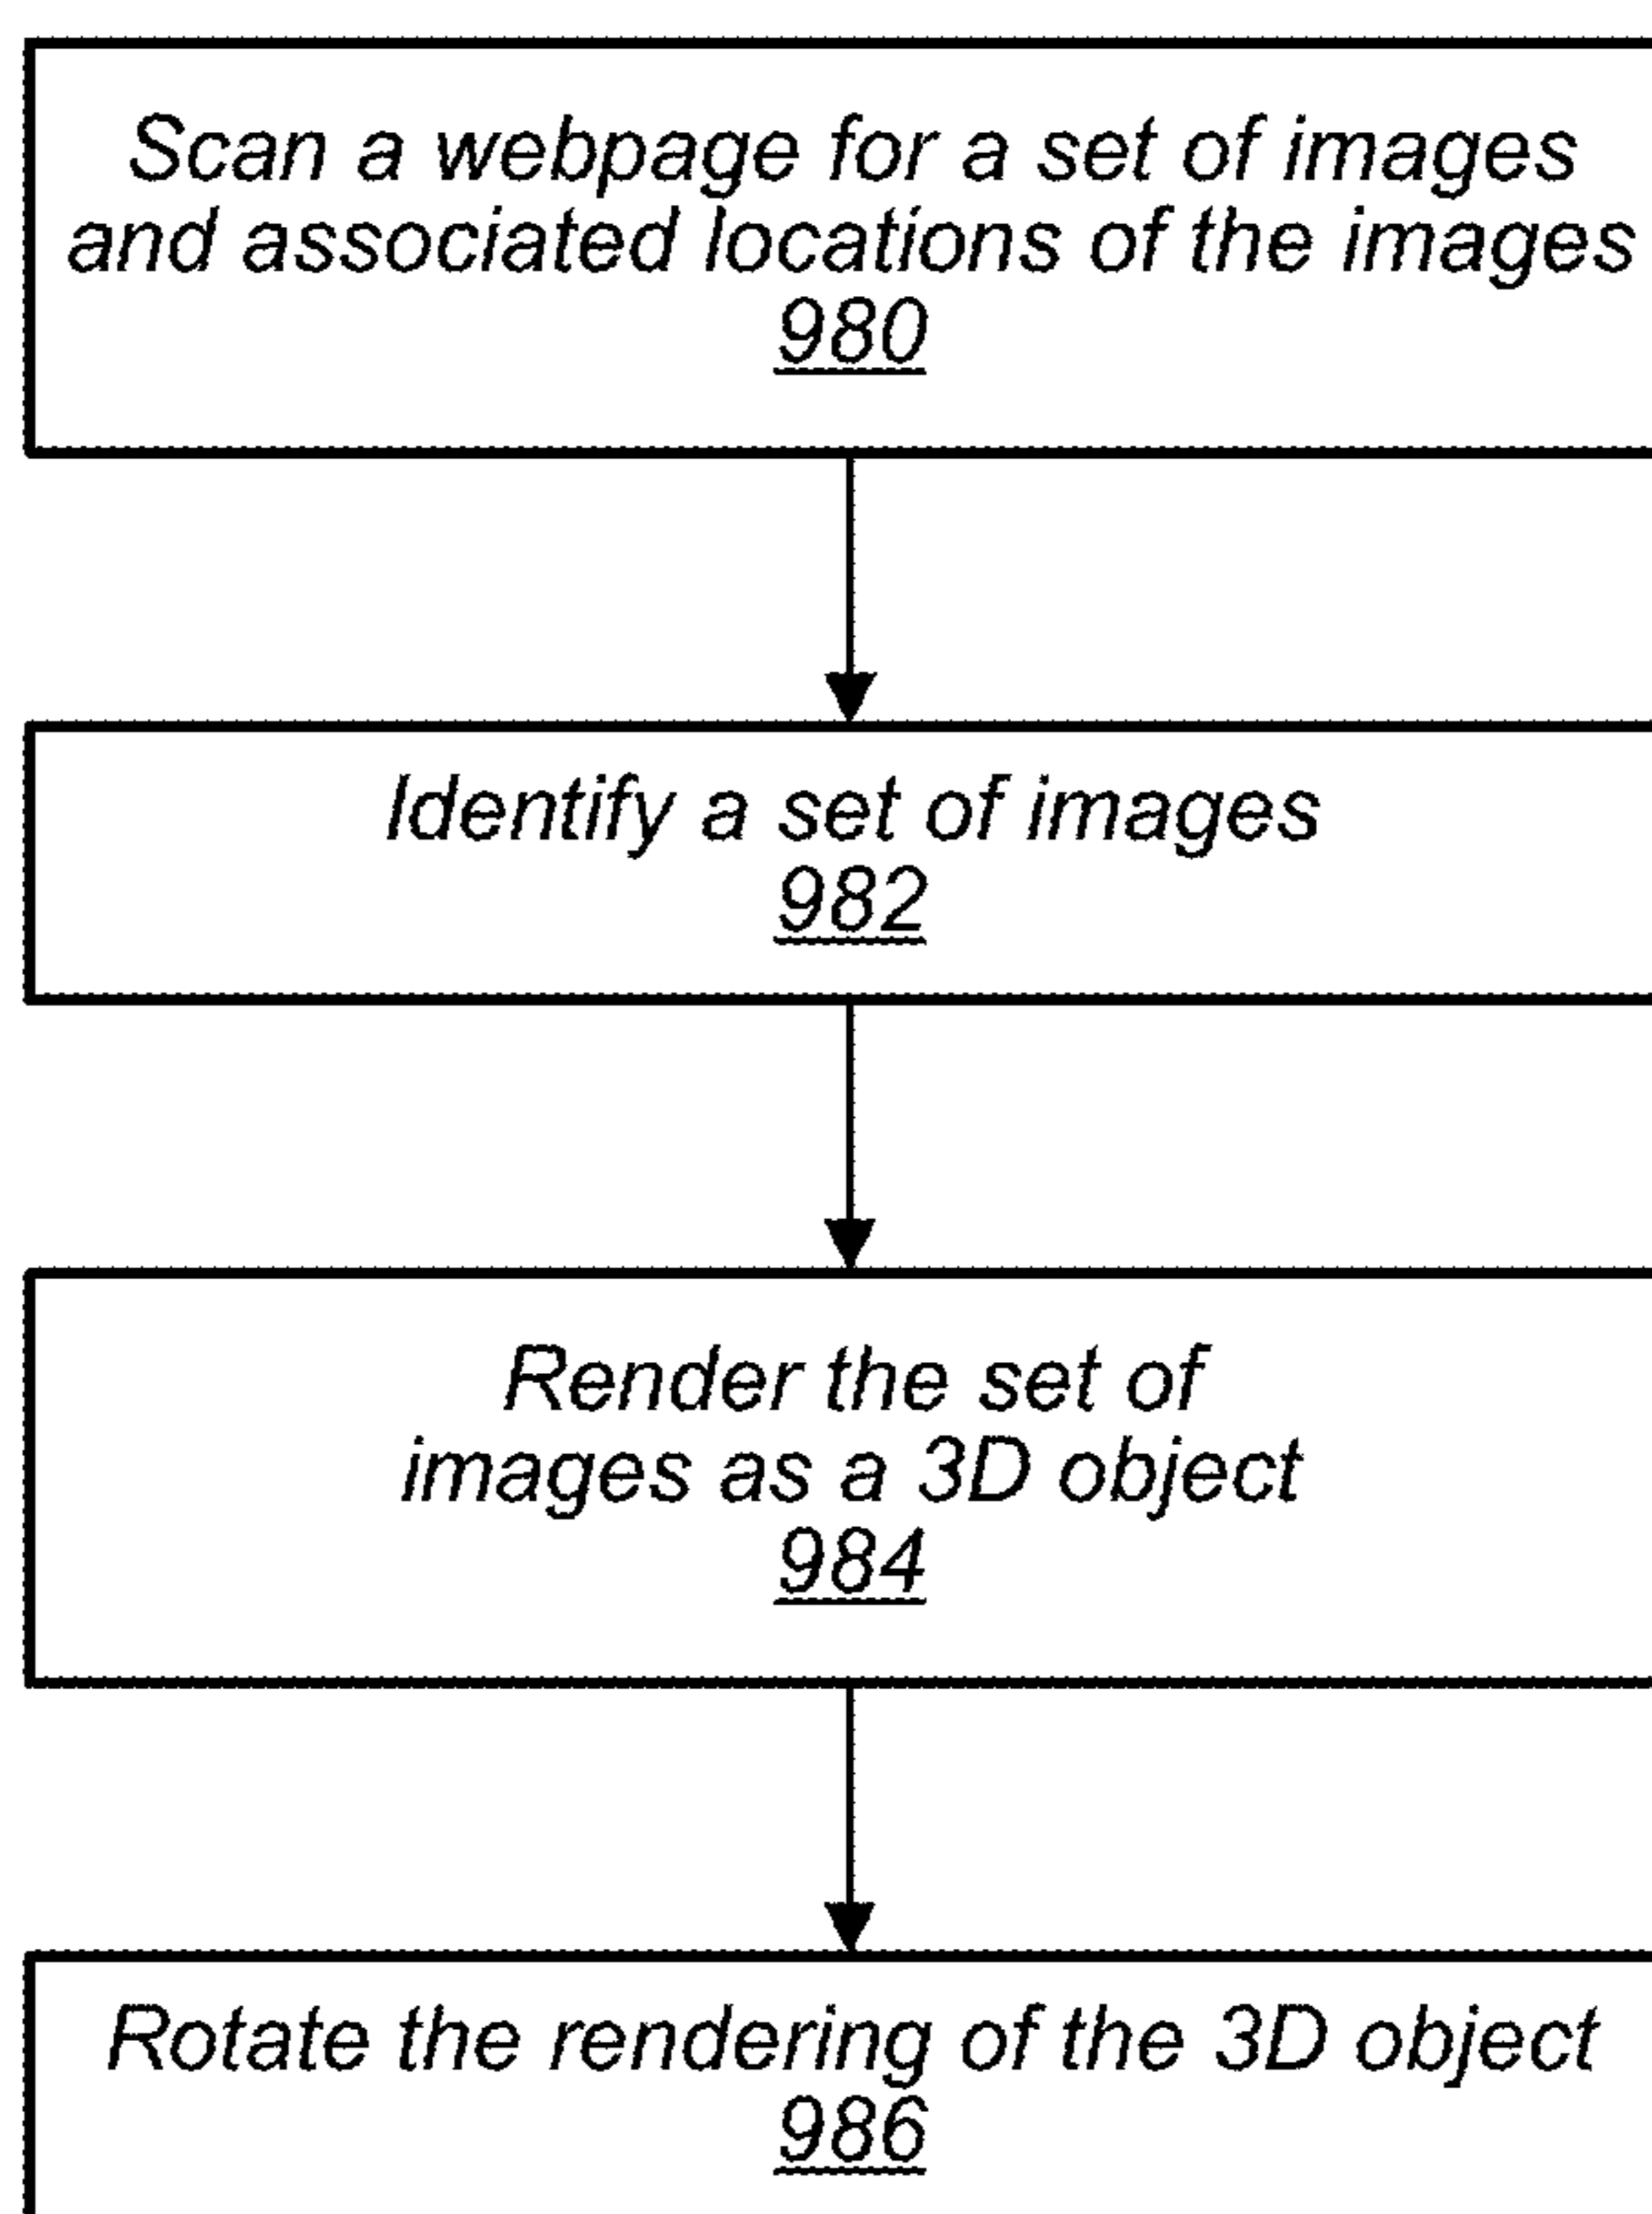 Scan a webpage for a set of images
and associated locations of the images
980
Identify a set of images
982
Render the set of
images as a 3D object
984
Rotate the rendering of the 3D object
986